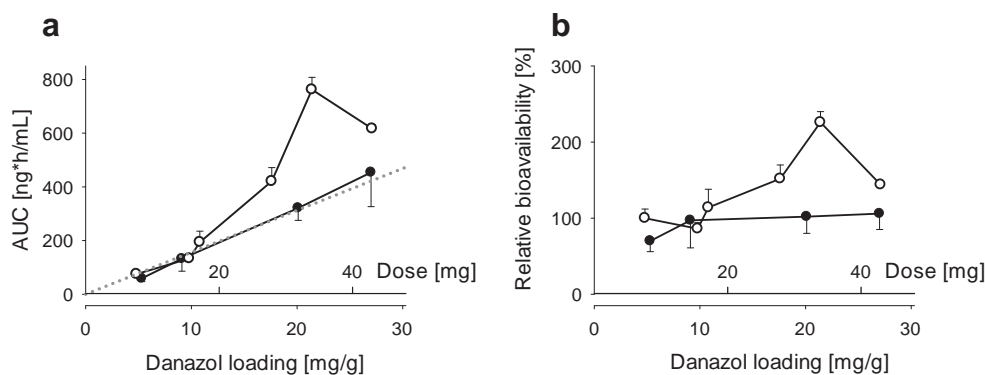 a
AUC [ng*h/mL]
800
600
400
200
0
20 40 Dose [mg]
0 10 20 30
Danazol loading [mg/g]
b
Relative bioavailability [%]
300
200
100
0
20 40 Dose [mg]
0 10 20 30
Danazol loading [mg/g]